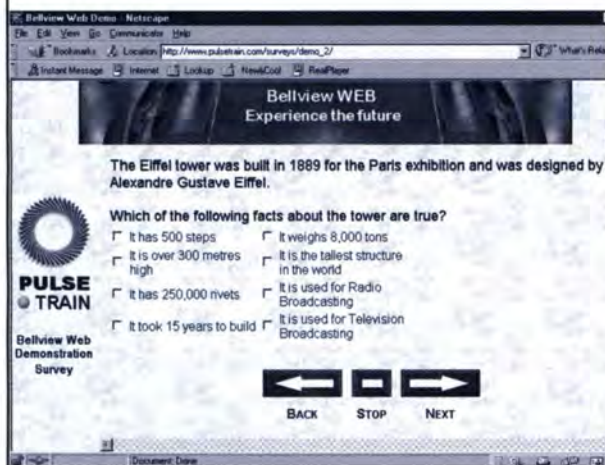 Bellview Web Demo - Netscape
File Edit View Go Communicator Help
Bookmarks Location http://www.pulsetrain.com/surveys/demo_2/ What's Rela
Instant Message Internet Lookup New&Cool RealPlayer
Bellview WEB
Experience the future
The Eiffel tower was built in 1889 for the Paris exhibition and was designed by
Alexandre Gustave Eiffel.
Which of the following facts about the tower are true?
It has 500 steps
It weighs 8,000 tons
It is over 300 metres
high
It is the tallest structure
in the world
It has 250,000 rivets
It is used for Radio
Broadcasting
It took 15 years to build
It is used for Television
Broadcasting
PULSE
TRAIN
Bellview Web
Demonstration
Survey
BACK STOP NEXT
Document: Done